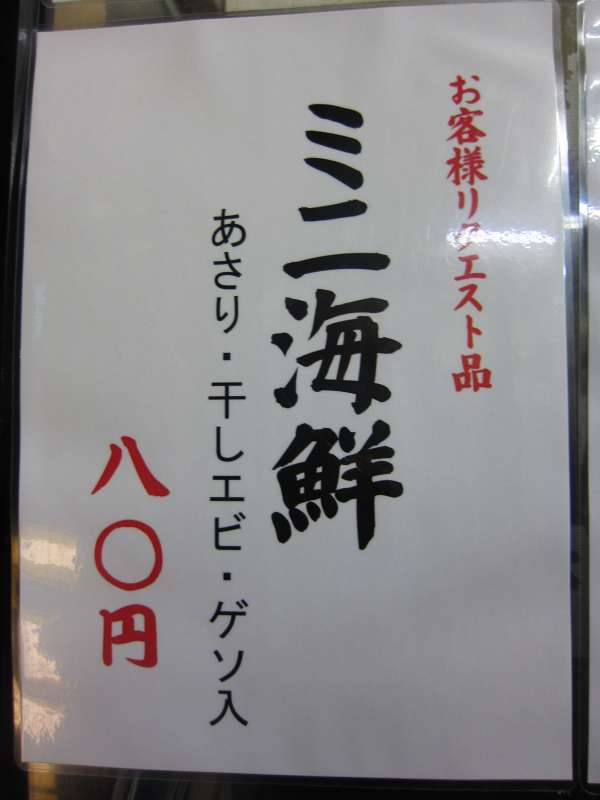 お客様リクエスト品
ミニ海鮮
あさり・干しエビ・ゲソ入
八〇円